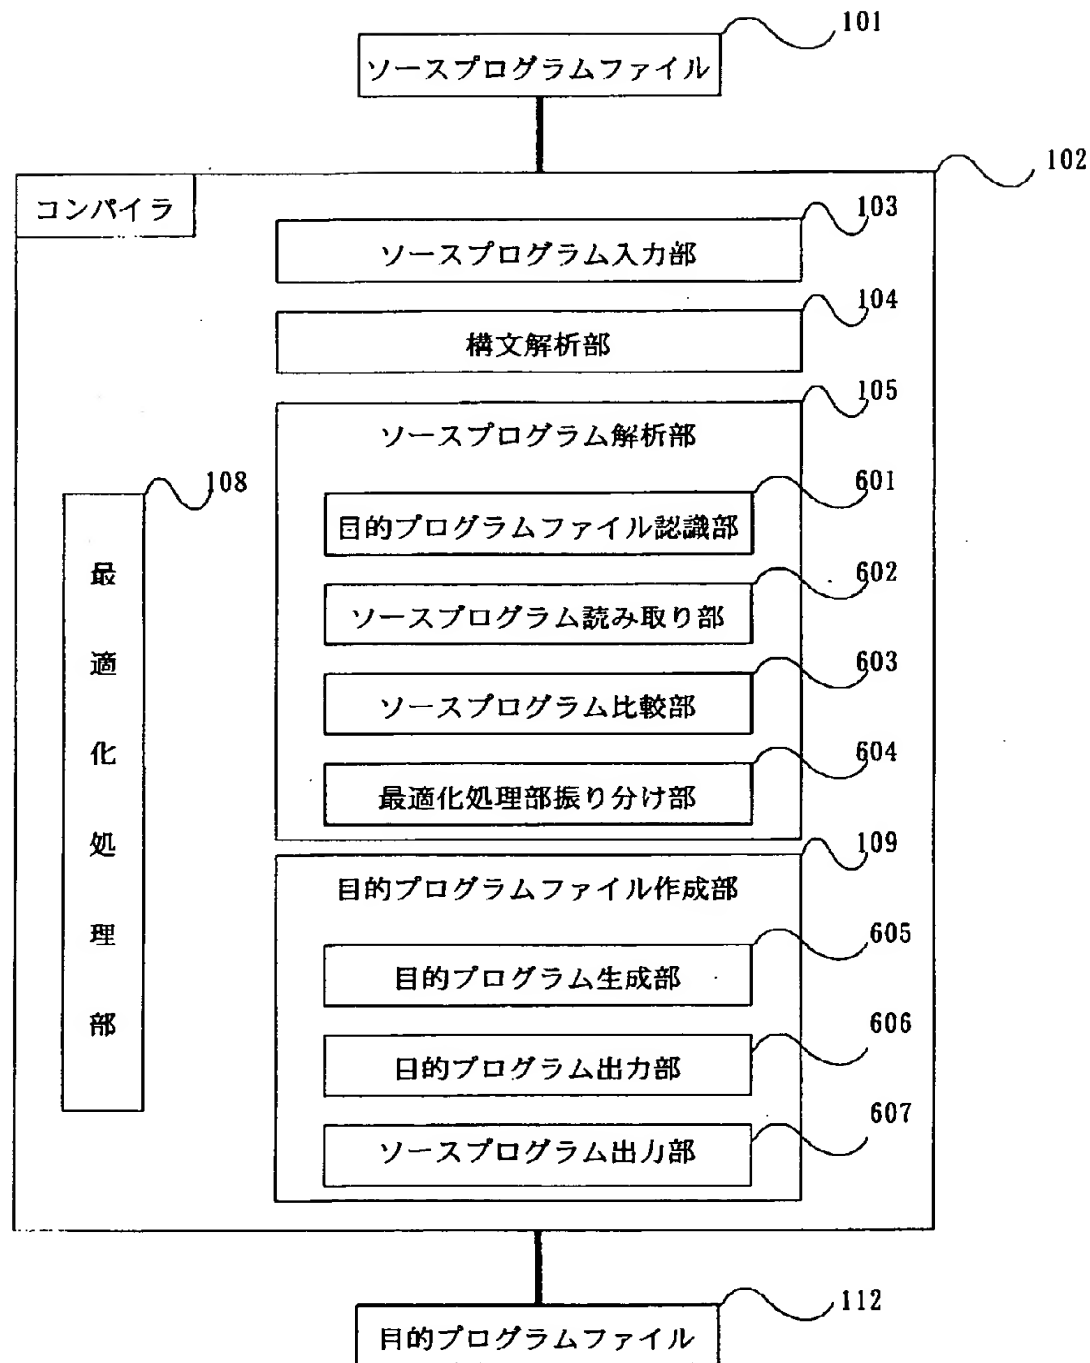 101
ソースプログラムファイル
102
コンパイラ
103
ソースプログラム入力部
104
構文解析部
105
ソースプログラム解析部
108
最適化処理部
601
目的プログラムファイル認識部
602
ソースプログラム読み取り部
603
ソースプログラム比較部
604
最適化処理部振り分け部
109
目的プログラムファイル作成部
605
目的プログラム生成部
606
目的プログラム出力部
607
ソースプログラム出力部
112
目的プログラムファイル